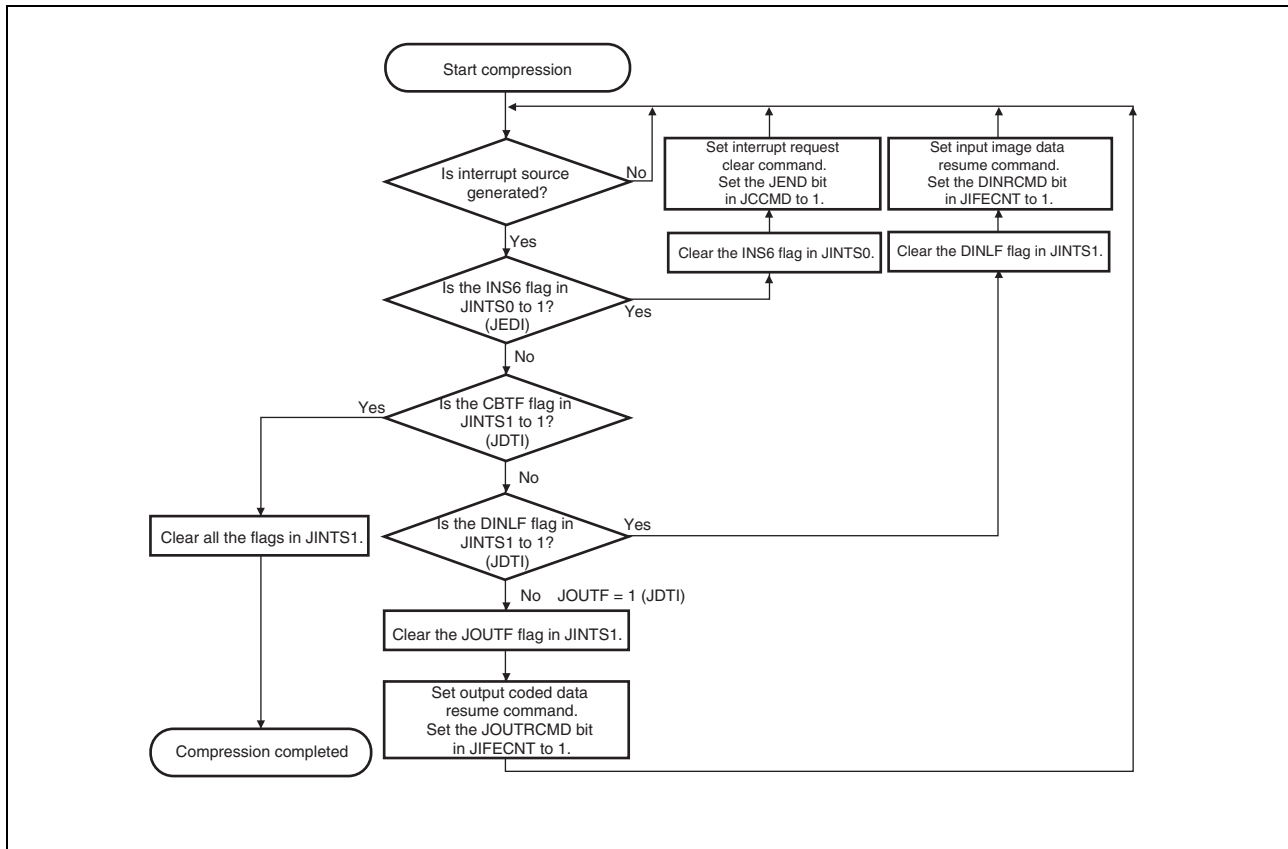 Start compression
Is interrupt source
generated?
No
Set interrupt request
clear command.
Set the JEND bit
in JCCMD to 1.
Set input image data
resume command.
Set the DINRCMD bit
in JIFECNT to 1.
Yes
Clear the INS6 flag in JINTS0.
Clear the DINLF flag in JINTS1.
Is the INS6 flag in
JINTS0 to 1?
(JEDI)
Yes
No
Is the CBTF flag in
JINTS1 to 1?
(JDTI)
Yes
No
Is the DINLF flag in
JINTS1 to 1?
(JDTI)
Yes
Clear all the flags in JINTS1.
No JOUTF = 1 (JDTI)
Clear the JOUTF flag in JINTS1.
Set output coded data
resume command.
Set the JOUTRCMD bit
in JIFECNT to 1.
Compression completed